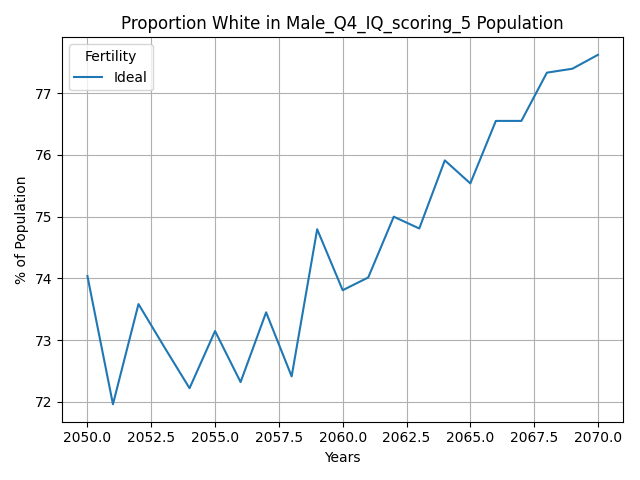 Proportion White in Male_Q4_IQ_scoring_5 Population
Fertility
Ideal
% of Population
77
76
75
74
73
72
2050.0 2052.5 2055.0 2057.5 2060.0 2062.5 2065.0 2067.5 2070.0
Years